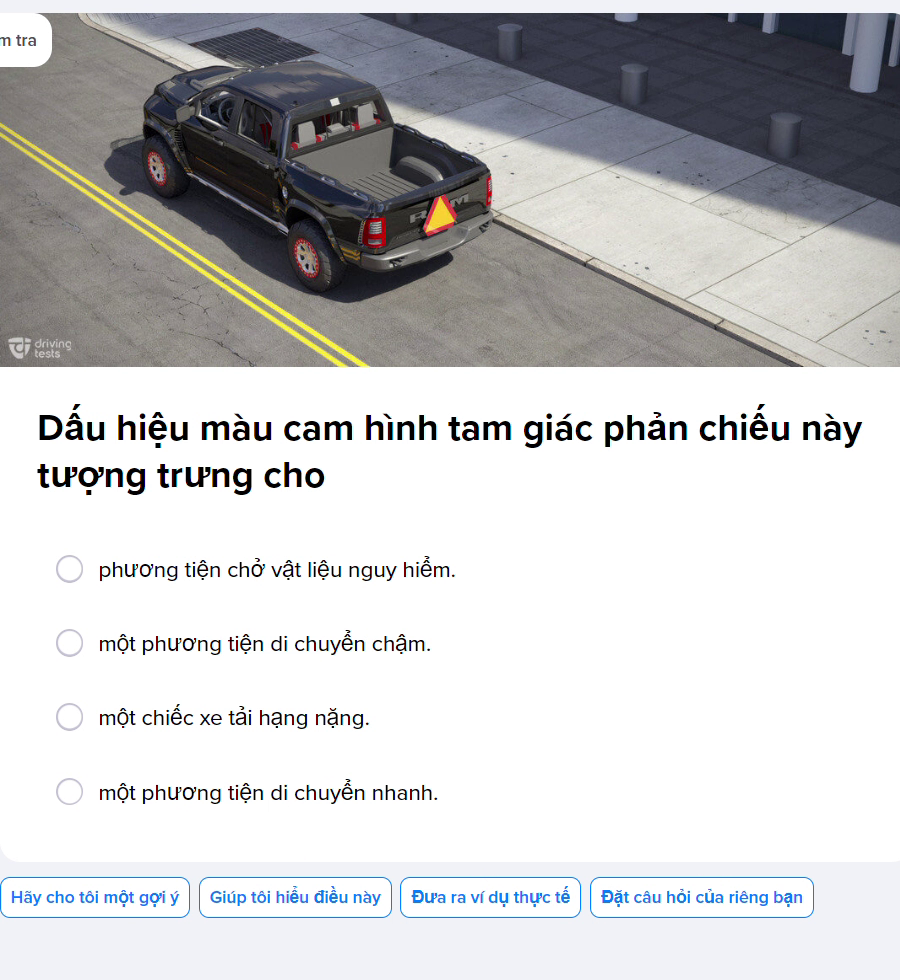 m tra
RAM
driving
tests
Dấu hiệu màu cam hình tam giác phản chiếu này
tượng trưng cho
phương tiện chở vật liệu nguy hiểm.
một phương tiện di chuyển chậm.
một chiếc xe tải hạng nặng.
một phương tiện di chuyển nhanh.
Hãy cho tôi một gợi ý
Giúp tôi hiểu điều này
Đưa ra ví dụ thực tế
Đặt câu hỏi của riêng bạn